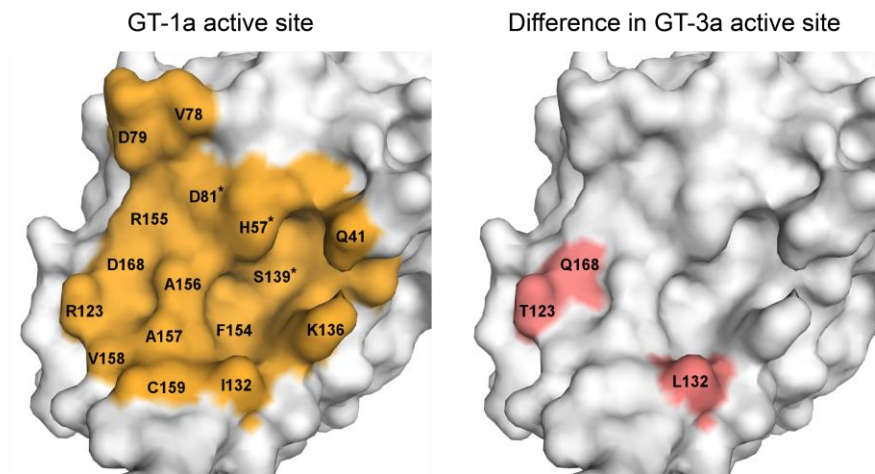 GT-1a active site
Difference in GT-3a active site
V78
D79
D81*
R155
H57*
Q41
D168
A156
S139*
R123
A157
F154
K136
V158
C159
I132
Q168
T123
L132